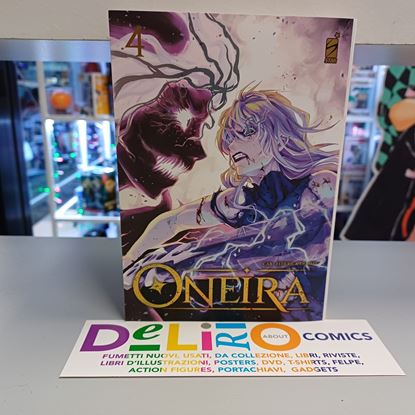 4
ONEIRA
DELiRiO
ABOUT
COMICS
FUMETTI NUOVI, USATI, DA COLLEZIONE, LIBRI, RIVISTE,
LIBRI D'ILLUSTRAZIONI, POSTERS, DVD, T-SHIRTS, FELPE,
ACTION FIGURES, PORTACHIAVI, GADGETS